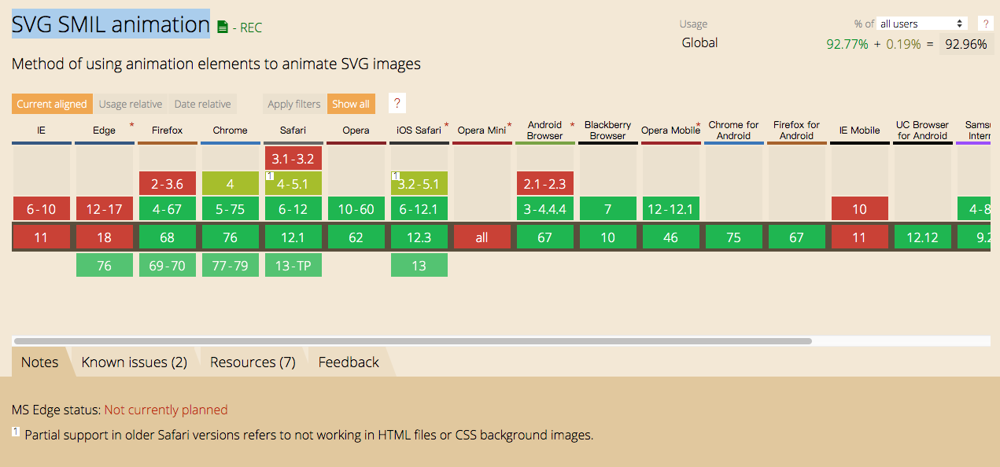 SVG SMIL animation - REC
Usage % of all users ?
Global 92.77% + 0.19% = 92.96%
Method of using animation elements to animate SVG images
Current aligned Usage relative Date relative Apply filters Show all ?
IE Edge * Firefox Chrome Safari Opera iOS Safari * Opera Mini * Android Browser * Blackberry Browser Opera Mobile * Chrome for Android Firefox for Android IE Mobile UC Browser for Android
3.1-3.2
2-3.6 4 1 4-5.1 1 3.2-5.1 2.1-2.3
6-10 12-17 4-67 5-75 6-12 10-60 6-12.1 3-4.4.4 7 12-12.1 10
11 18 68 76 12.1 62 12.3 all 67 10 46 75 67 11 12.12
76 69-70 77-79 13-TP 13
Notes Known issues (2) Resources (7) Feedback
MS Edge status: Not currently planned
1 Partial support in older Safari versions refers to not working in HTML files or CSS background images.